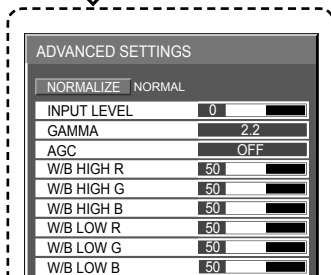 ADVANCED SETTINGS
NORMALIZE NORMAL
INPUT LEVEL 0
GAMMA 2.2
AGC OFF
W/B HIGH R 50
W/B HIGH G 50
W/B HIGH B 50
W/B LOW R 50
W/B LOW G 50
W/B LOW B 50